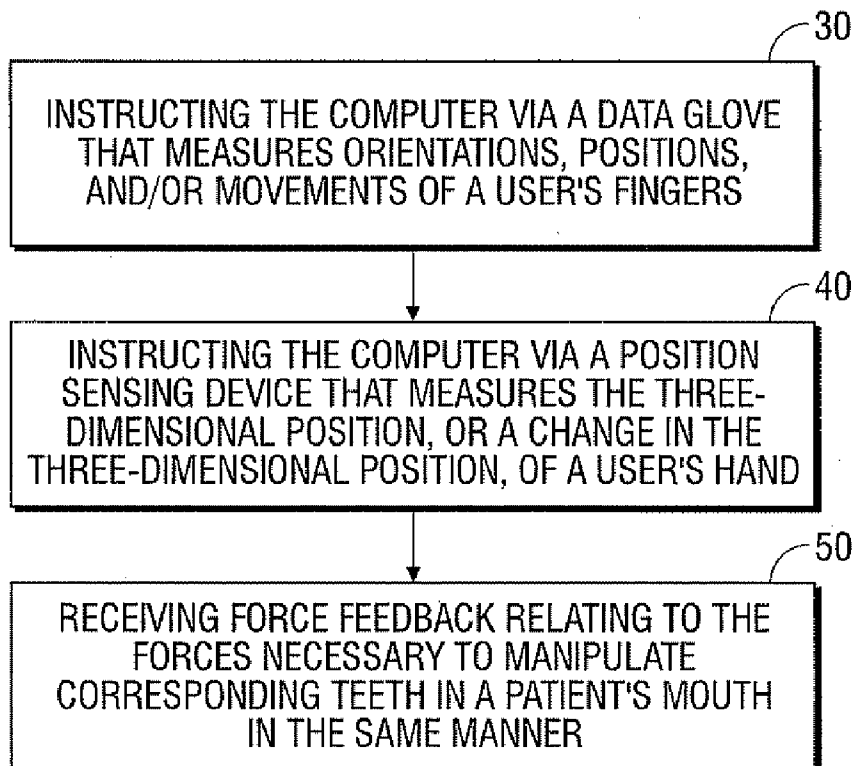 30
INSTRUCTING THE COMPUTER VIA A DATA GLOVE
THAT MEASURES ORIENTATIONS, POSITIONS,
AND/OR MOVEMENTS OF A USER'S FINGERS
40
INSTRUCTING THE COMPUTER VIA A POSITION
SENSING DEVICE THAT MEASURES THE THREE-
DIMENSIONAL POSITION, OR A CHANGE IN THE
THREE-DIMENSIONAL POSITION, OF A USER'S HAND
50
RECEIVING FORCE FEEDBACK RELATING TO THE
FORCES NECESSARY TO MANIPULATE
CORRESPONDING TEETH IN A PATIENT'S MOUTH
IN THE SAME MANNER